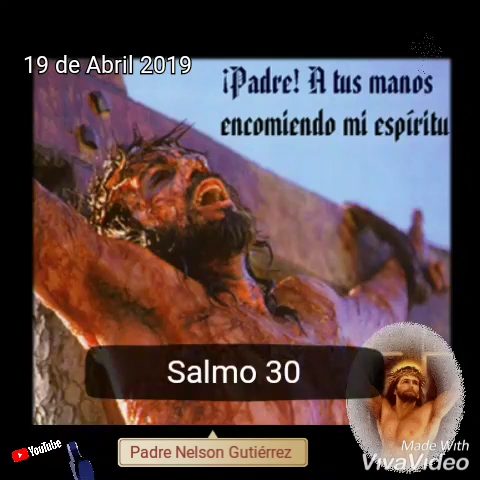 19 de Abril 2019
¡Padre! A tus manos
encomiendo mi espíritu
Salmo 30
YouTube
Padre Nelson Gutiérrez
Made With
VivaVideo